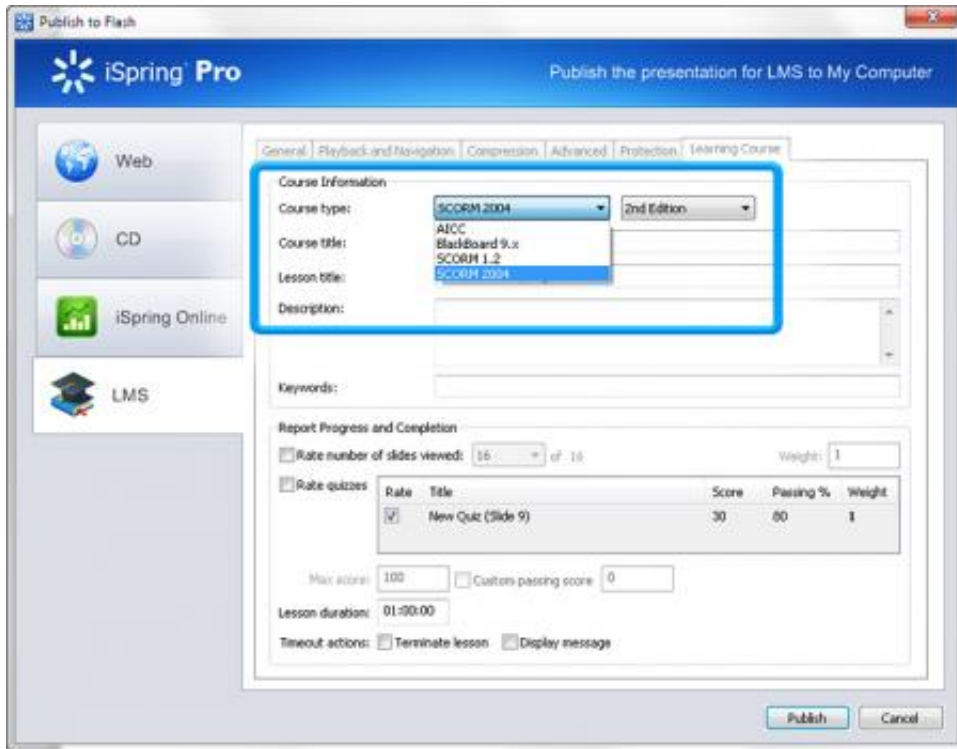 Publish to Flash
iSpring Pro
Publish the presentation for LMS to My Computer
Web
CD
iSpring Online
LMS
General Playback and Navigation Compression Advanced Protection Learning Course
Course Information
Course type: SCORM 2004 2nd Edition
AICC
BlackBoard 9.x
SCORM 1.2
SCORM 2004
Course title:
Lesson title:
Description:
Keywords:
Report Progress and Completion
Rate number of slides viewed: 16 of 16 Weight: 1
Rate quizzes
Rate Title Score Passing % Weight
New Quiz (Slide 9) 30 80 1
Max score: 100 Custom passing score 0
Lesson duration: 01:00:00
Timeout actions: Terminate lesson Display message
Publish Cancel